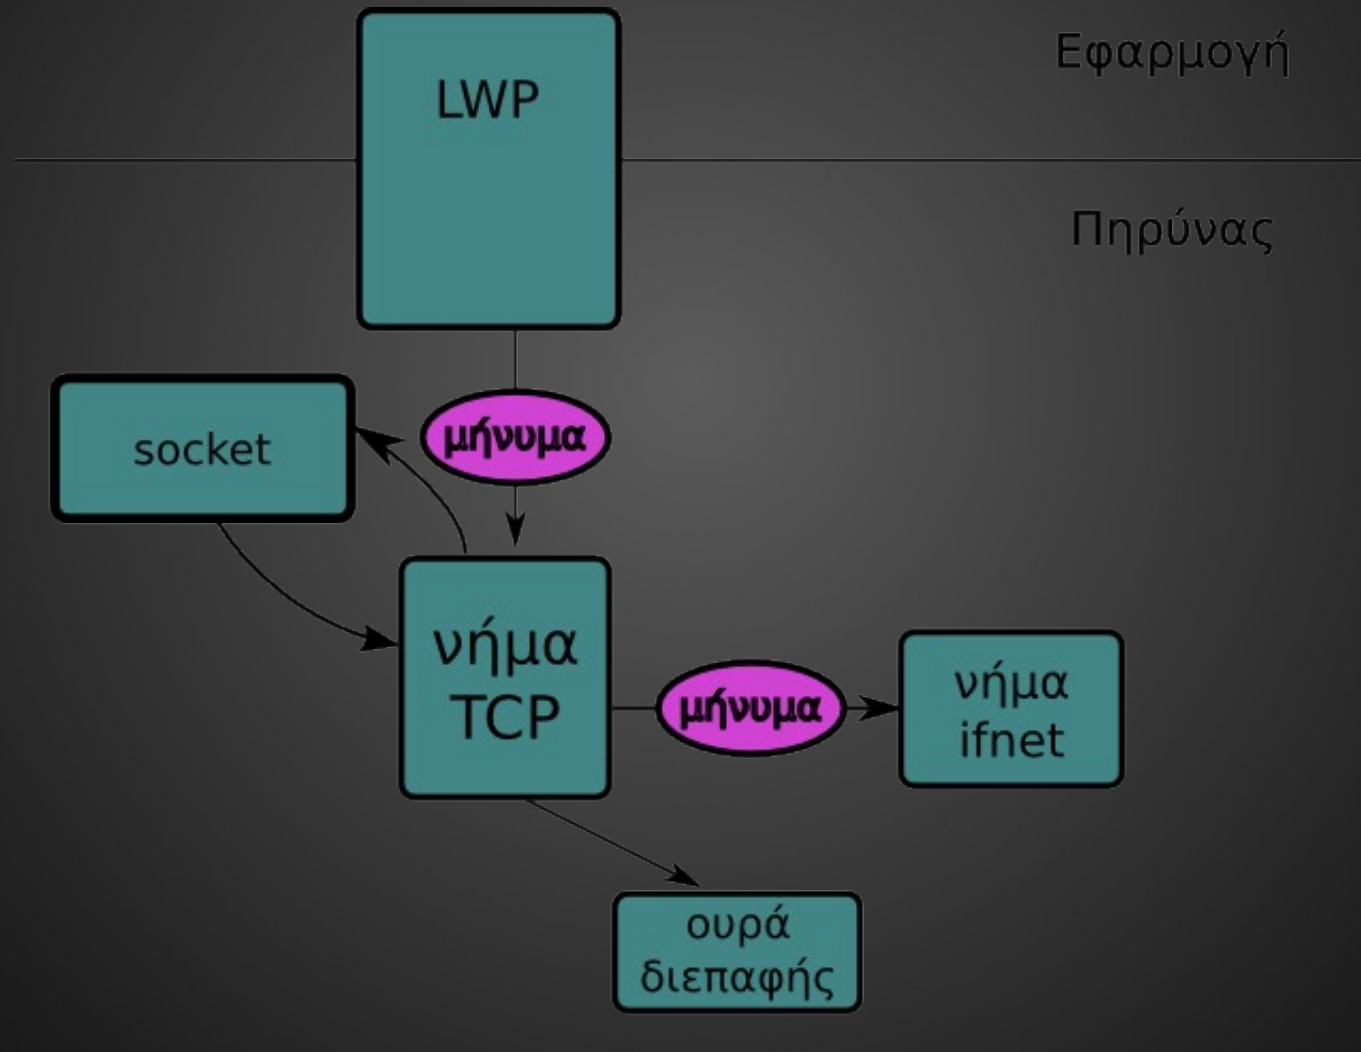 Εφαρμογή
LWP
Πηρύνας
μήνυμα
socket
νήμα
TCP
μήνυμα
νήμα
ifnet
ουρά
διεπαφής